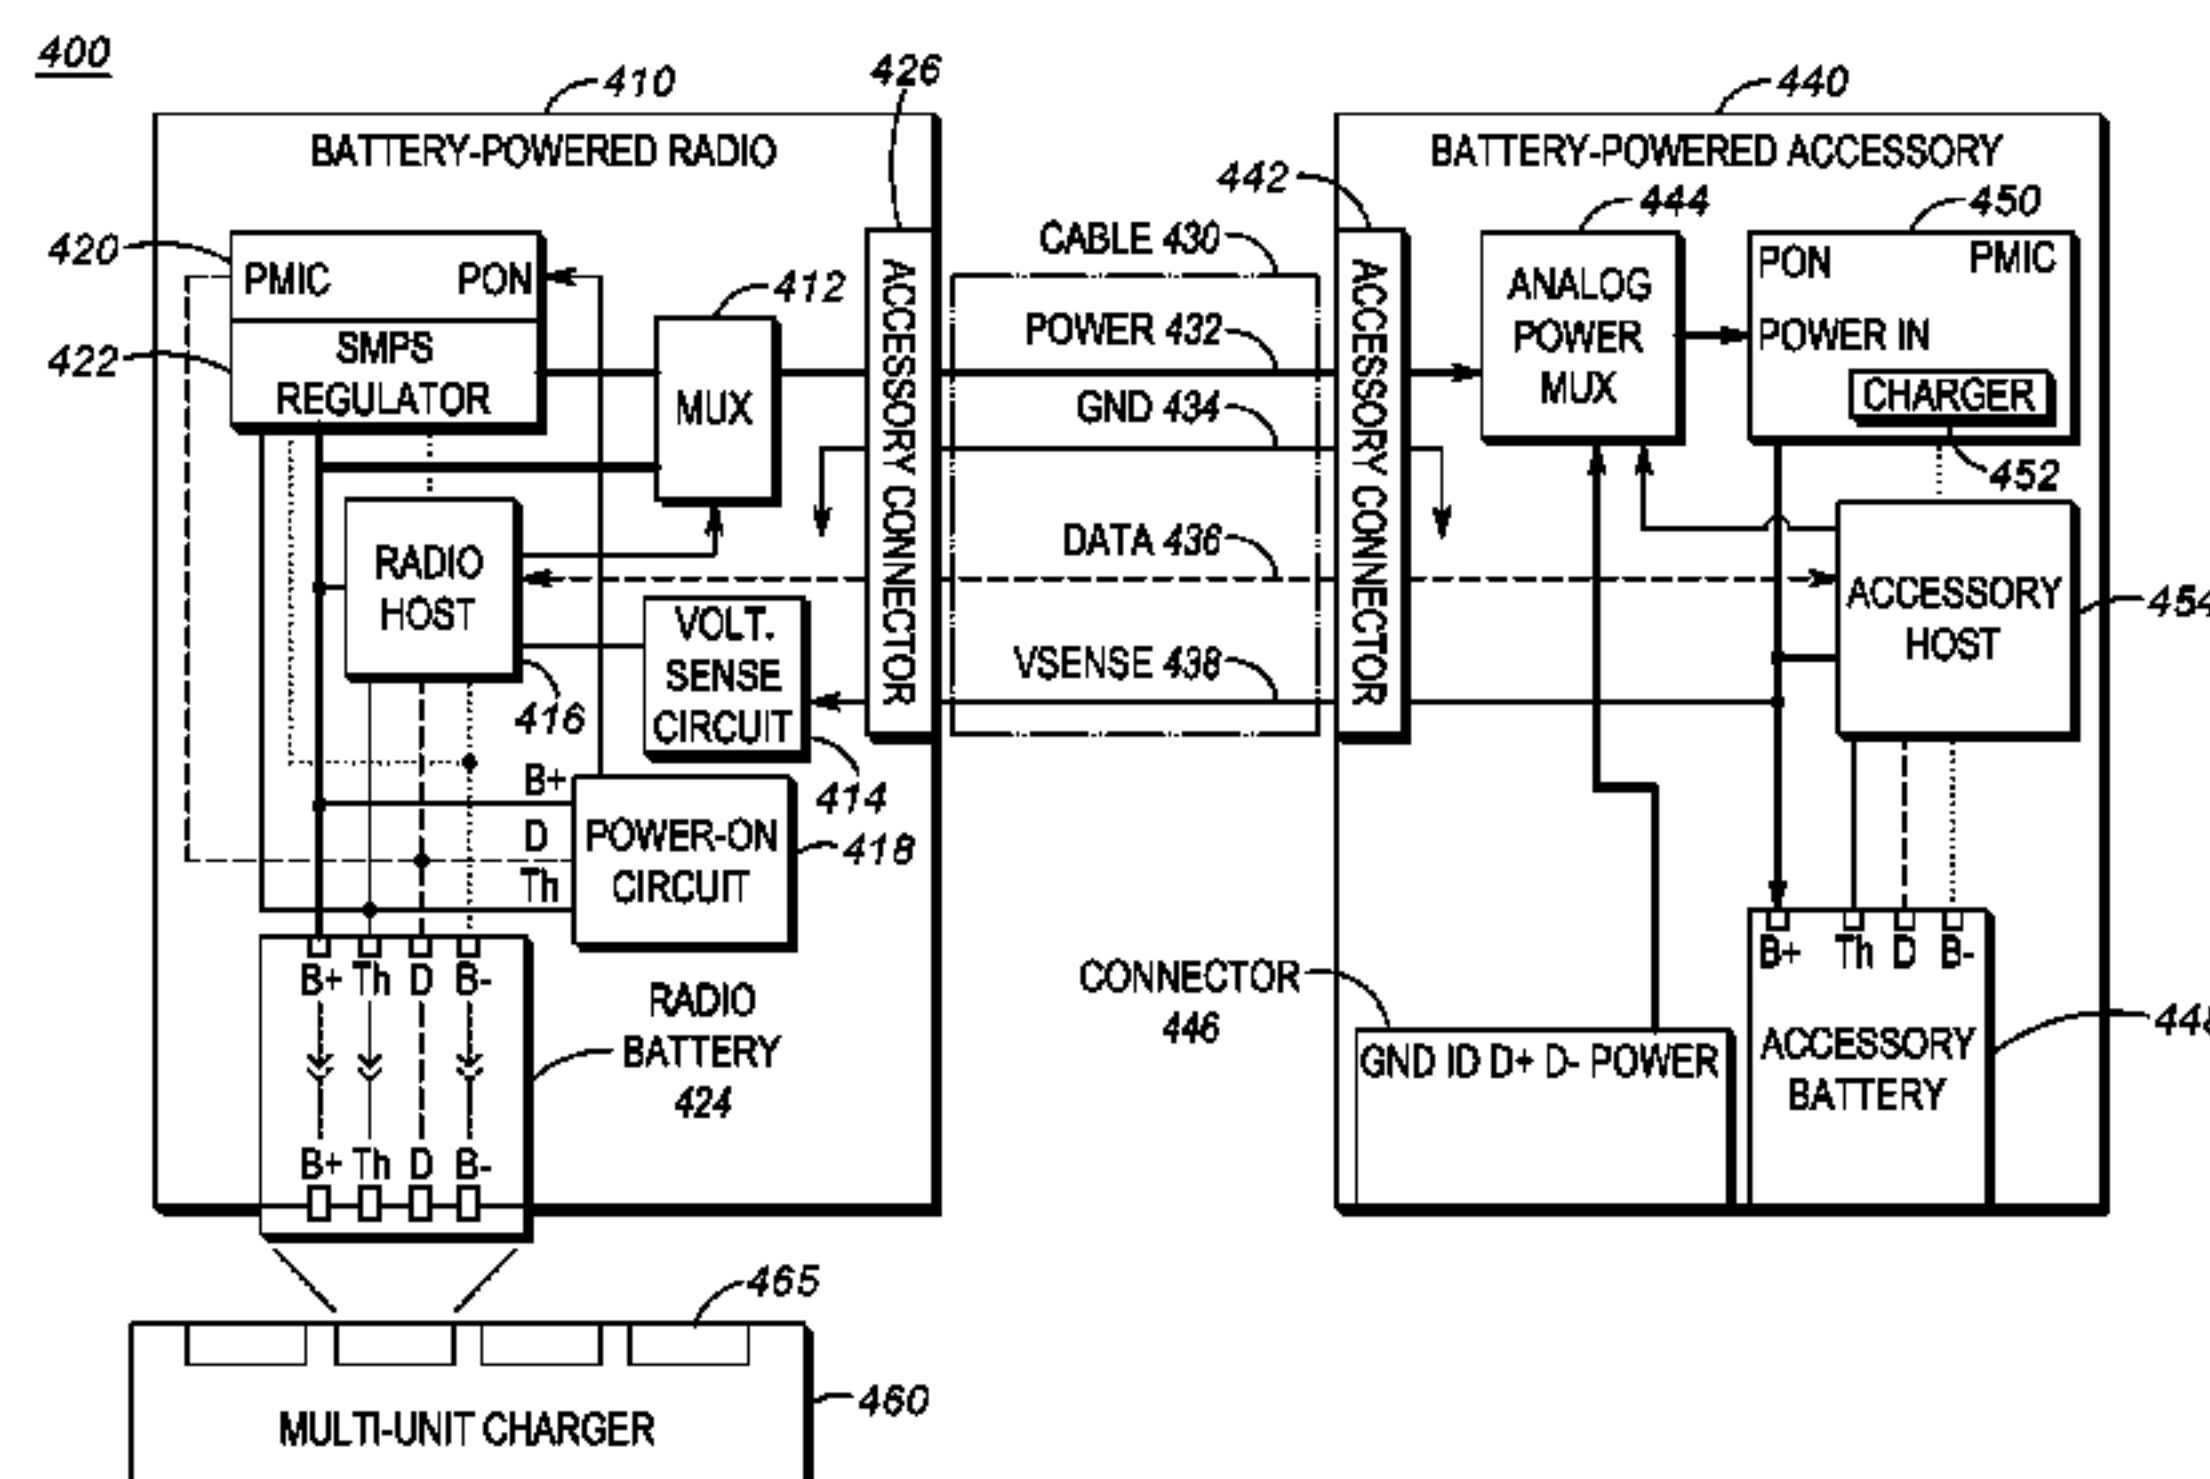 400
410
426
440
BATTERY-POWERED RADIO
BATTERY-POWERED ACCESSORY
442
444
450
420
PMIC
PON
412
CABLE 430
ANALOG
POWER
MUX
PON
PMIC
POWER IN
CHARGER
452
422
SMPS
REGULATOR
MUX
ACCESSORY CONNECTOR
POWER 432
GND 434
DATA 436
VSENSE 438
ACCESSORY CONNECTOR
RADIO
HOST
416
VOLT.
SENSE
CIRCUIT
414
ACCESSORY
HOST
B+
D
Th
POWER-ON
CIRCUIT
418
B+ Th D B-
B+ Th D B-
RADIO
BATTERY
424
CONNECTOR
446
GND ID D+ D- POWER
B+ Th D B-
ACCESSORY
BATTERY
465
460
MULTI-UNIT CHARGER